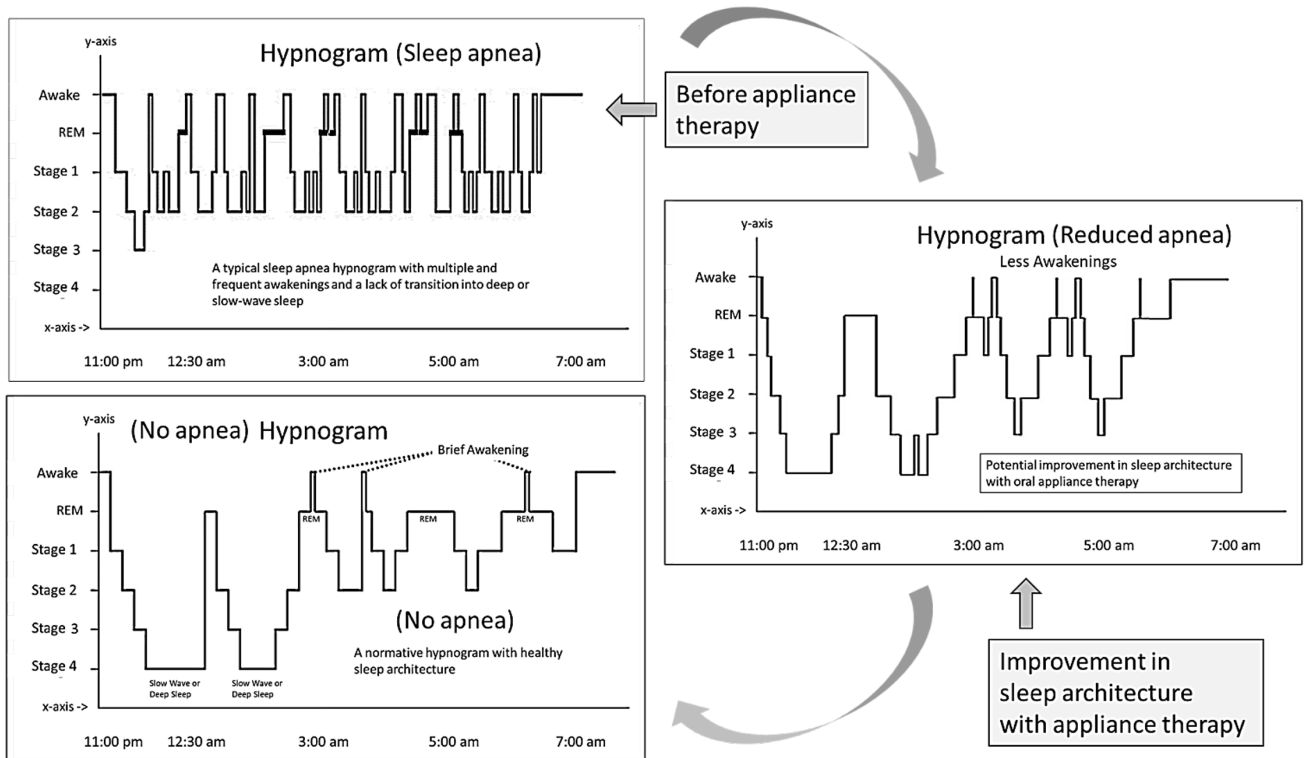 y-axis
Hypnogram (Sleep apnea)
Awake
REM
Stage 1
Stage 2
Stage 3
Stage 4
A typical sleep apnea hypnogram with multiple and
frequent awakenings and a lack of transition into deep or
slow-wave sleep
x-axis ->
11:00 pm 12:30 am 3:00 am 5:00 am 7:00 am
Before appliance
therapy
y-axis
Hypnogram (Reduced apnea)
Less Awakenings
Awake
REM
Stage 1
Stage 2
Stage 3
Stage 4
Potential improvement in sleep architecture
with oral appliance therapy
x-axis ->
11:00 pm 12:30 am 3:00 am 5:00 am 7:00 am
Improvement in
sleep architecture
with appliance therapy
y-axis
(No apnea) Hypnogram
Brief Awakening
Awake
REM
REM REM REM
Stage 1
Stage 2
Stage 3
Stage 4
(No apnea)
A normative hypnogram with healthy
sleep architecture
Slow Wave or
Deep Sleep
Slow Wave or
Deep Sleep
x-axis ->
11:00 pm 12:30 am 3:00 am 5:00 am 7:00 am